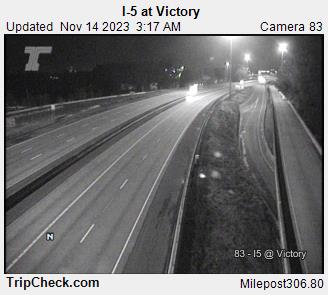 I-5 at Victory
Updated Nov 14 2023 3:17 AM Camera 83
T
N
83 - I5 @ Victory
TripCheck.com Milepost306.80